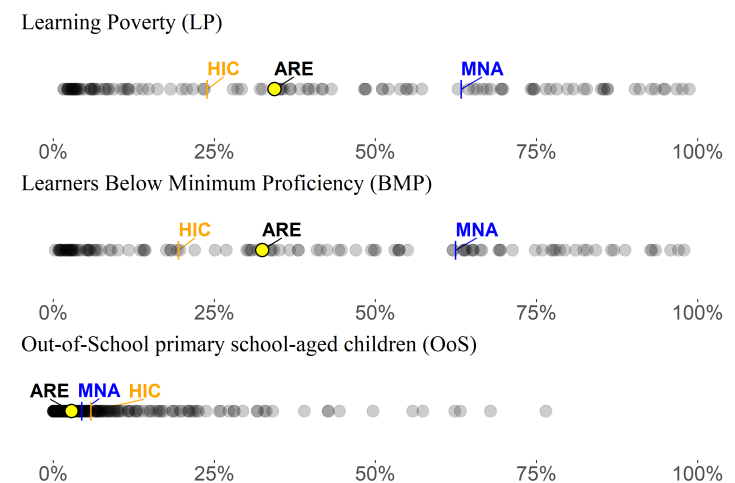 Learning Poverty (LP)
HIC ARE MNA
0% 25% 50% 75% 100%
Learners Below Minimum Proficiency (BMP)
HIC ARE MNA
0% 25% 50% 75% 100%
Out-of-School primary school-aged children (OoS)
ARE MNA HIC
0% 25% 50% 75% 100%